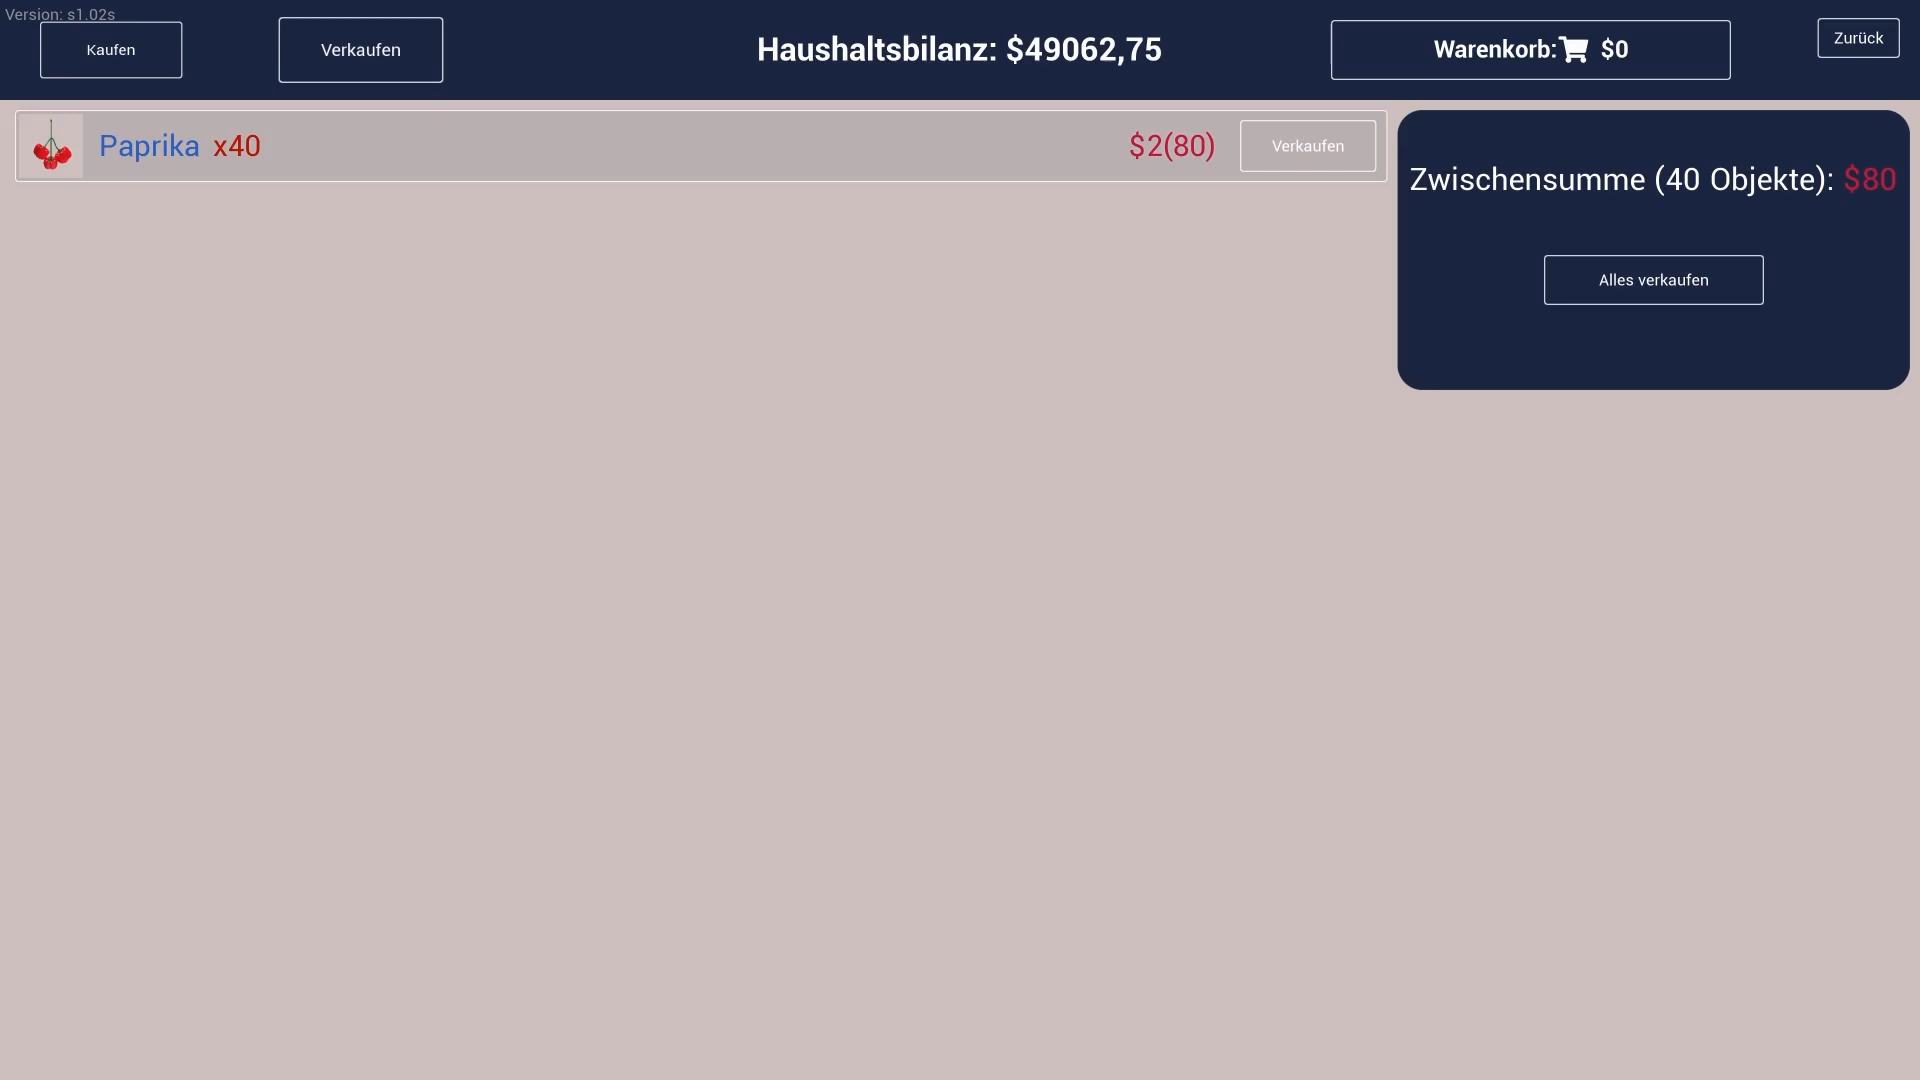 Version: s1.02s
Kaufen
Verkaufen
Haushaltsbilanz: $49062,75
Warenkorb: $0
Zurück
Paprika x40
$2(80)
Verkaufen
Zwischensumme (40 Objekte): $80
Alles verkaufen